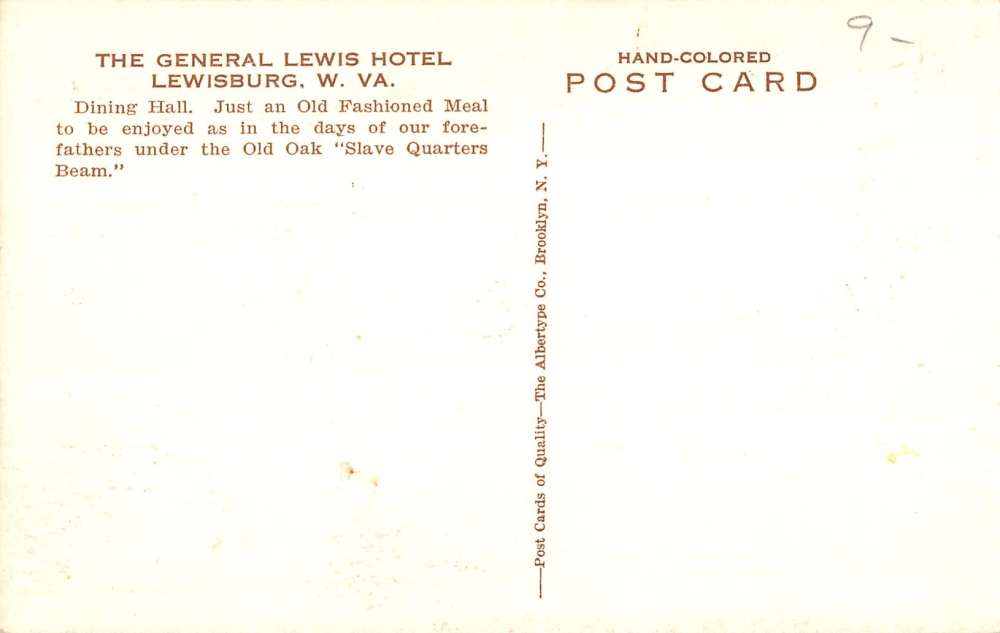 THE GENERAL LEWIS HOTEL
LEWISBURG, W. VA.
Dining Hall. Just an Old Fashioned Meal
to be enjoyed as in the days of our fore-
fathers under the Old Oak “Slave Quarters
Beam.”
—Post Cards of Quality—The Albertype Co., Brooklyn, N. Y.—
9-
HAND-COLORED
POST CARD